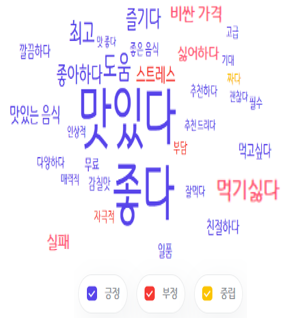 즐기다 비싼 가격
최고 고급
맛 좋다 좋은 음식
깔끔하다 싫어하다 기대
도움
좋아하다 스트레스 짜다
맛있다 추천하다 괜찮다 필수
맛있는 음식
인상적 추천 드리다
부담 먹고싶다
다양하다 무료
좋다
매력적 감칠맛 잘먹다 먹기싫다
자극적
친절하다
실패
일품
긍정 부정 중립